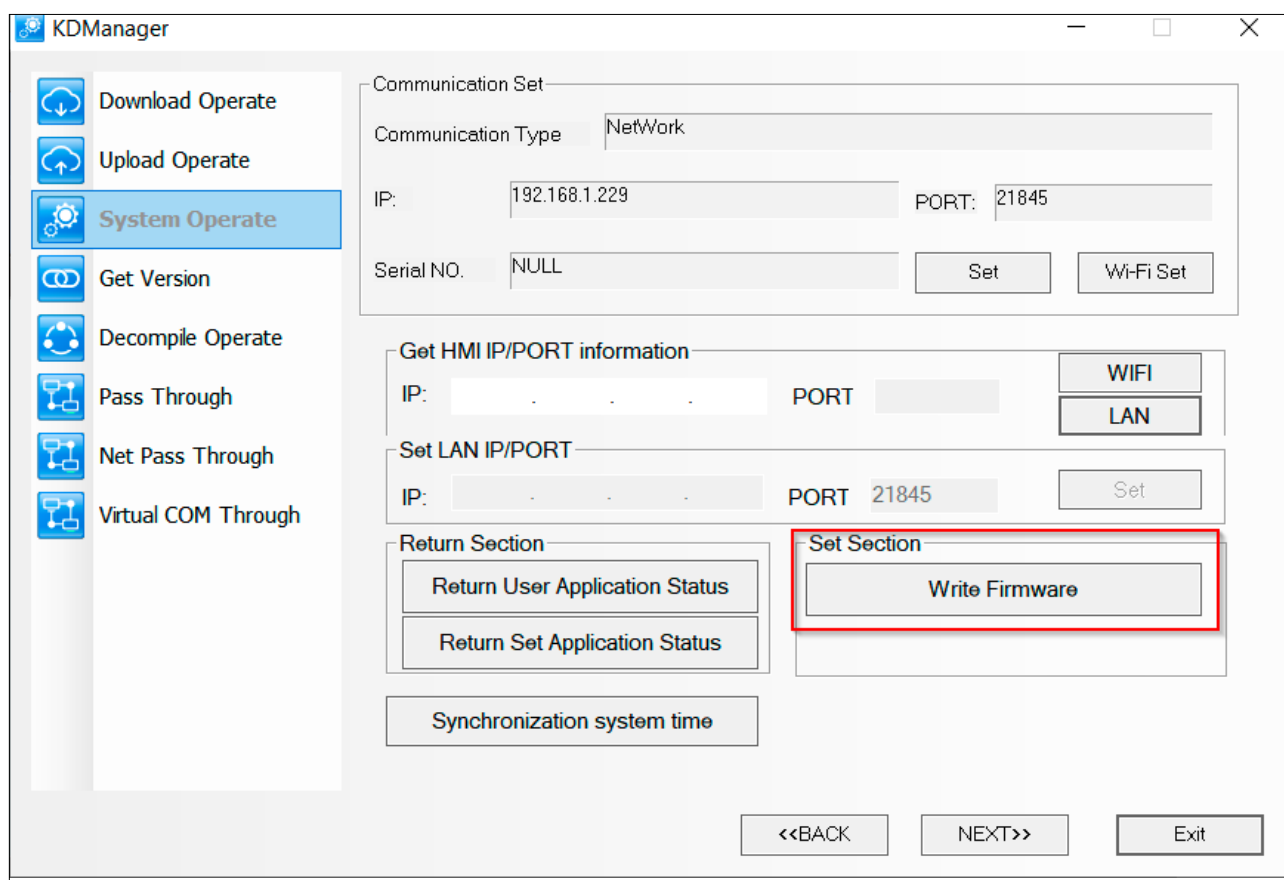 KDManager
Download Operate
Upload Operate
System Operate
Get Version
Decompile Operate
Pass Through
Net Pass Through
Virtual COM Through
Communication Set
Communication Type NetWork
IP: 192.168.1.229 PORT: 21845
Serial NO. NULL Set Wi-Fi Set
Get HMI IP/PORT information
IP: . . . PORT WIFI
LAN
Set LAN IP/PORT
IP: . . . PORT 21845 Set
Return Section
Return User Application Status
Return Set Application Status
Set Section
Write Firmware
Synchronization system time
<<BACK NEXT>> Exit